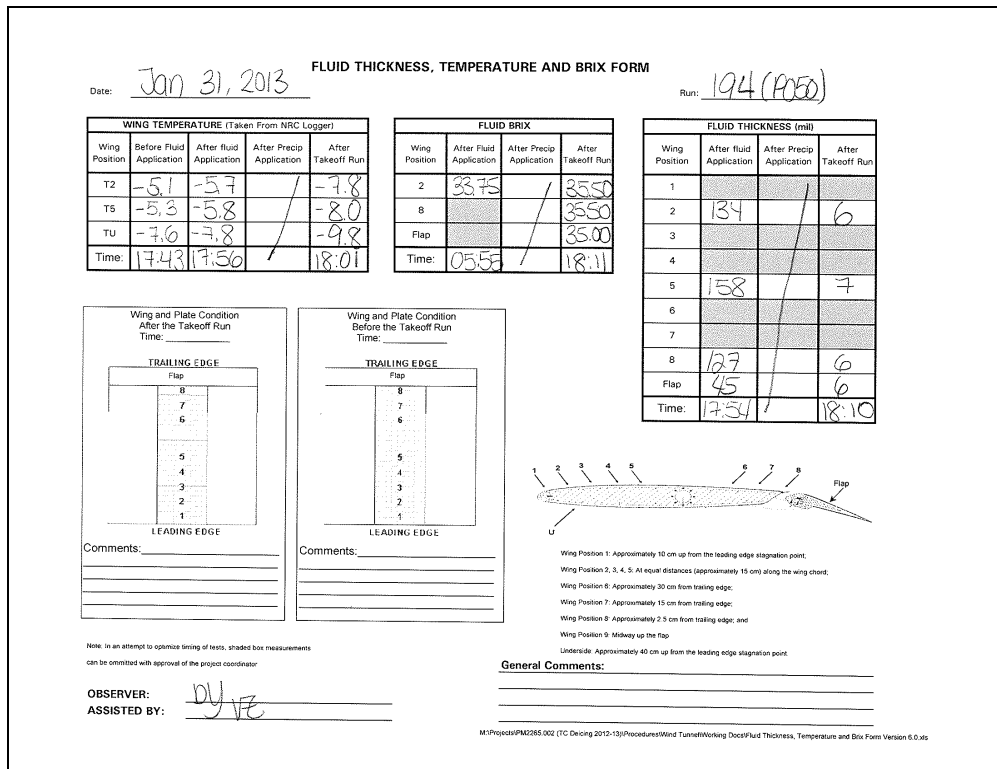 FLUID THICKNESS, TEMPERATURE AND BRIX FORM
Date: Jan 31, 2013
Run: 194 (P050)
WING TEMPERATURE (Taken From NRC Logger)
Wing Position Before Fluid Application After fluid Application After Precip Application After Takeoff Run
T2 -5.1 -5.7 -7.8
T5 -5,3 -5.8 -8.0
TU -7.6 -7.8 -9.8
Time: 17:43 17:56 18:01
FLUID BRIX
Wing Position After Fluid Application After Precip Application After Takeoff Run
2 33.75 35.50
8 35.50
Flap 35.00
Time: 05:55 18:11
FLUID THICKNESS (mil)
Wing Position After fluid Application After Precip Application After Takeoff Run
1
2 134 6
3
4
5 158 7
6
7
8 127 6
Flap 45 6
Time: 17:54 18:10
Wing and Plate Condition
After the Takeoff Run
Time:
TRAILING EDGE
Flap
8
7
6
5
4
3
2
1
LEADING EDGE
Comments:
Wing and Plate Condition
Before the Takeoff Run
Time:
TRAILING EDGE
Flap
8
7
6
5
4
3
2
1
LEADING EDGE
Comments:
1 2 3 4 5 6 7 8
Flap
U
Wing Position 1: Approximately 10 cm up from the leading edge stagnation point;
Wing Position 2, 3, 4, 5: At equal distances (approximately 15 cm) along the wing chord;
Wing Position 6: Approximately 30 cm from trailing edge;
Wing Position 7: Approximately 15 cm from trailing edge;
Wing Position 8: Approximately 2.5 cm from trailing edge; and
Wing Position 9: Midway up the flap
Underside: Approximately 40 cm up from the leading edge stagnation point.
Note: In an attempt to optimize timing of tests, shaded box measurements
can be ommitted with approval of the project coordinator
General Comments:
OBSERVER: DY
ASSISTED BY: VZ
M:\Projects\PM2265.002 (TC Deicing 2012-13)\Procedures\Wind Tunnel\Working Docs\Fluid Thickness, Temperature and Brix Form Version 6.0.xls